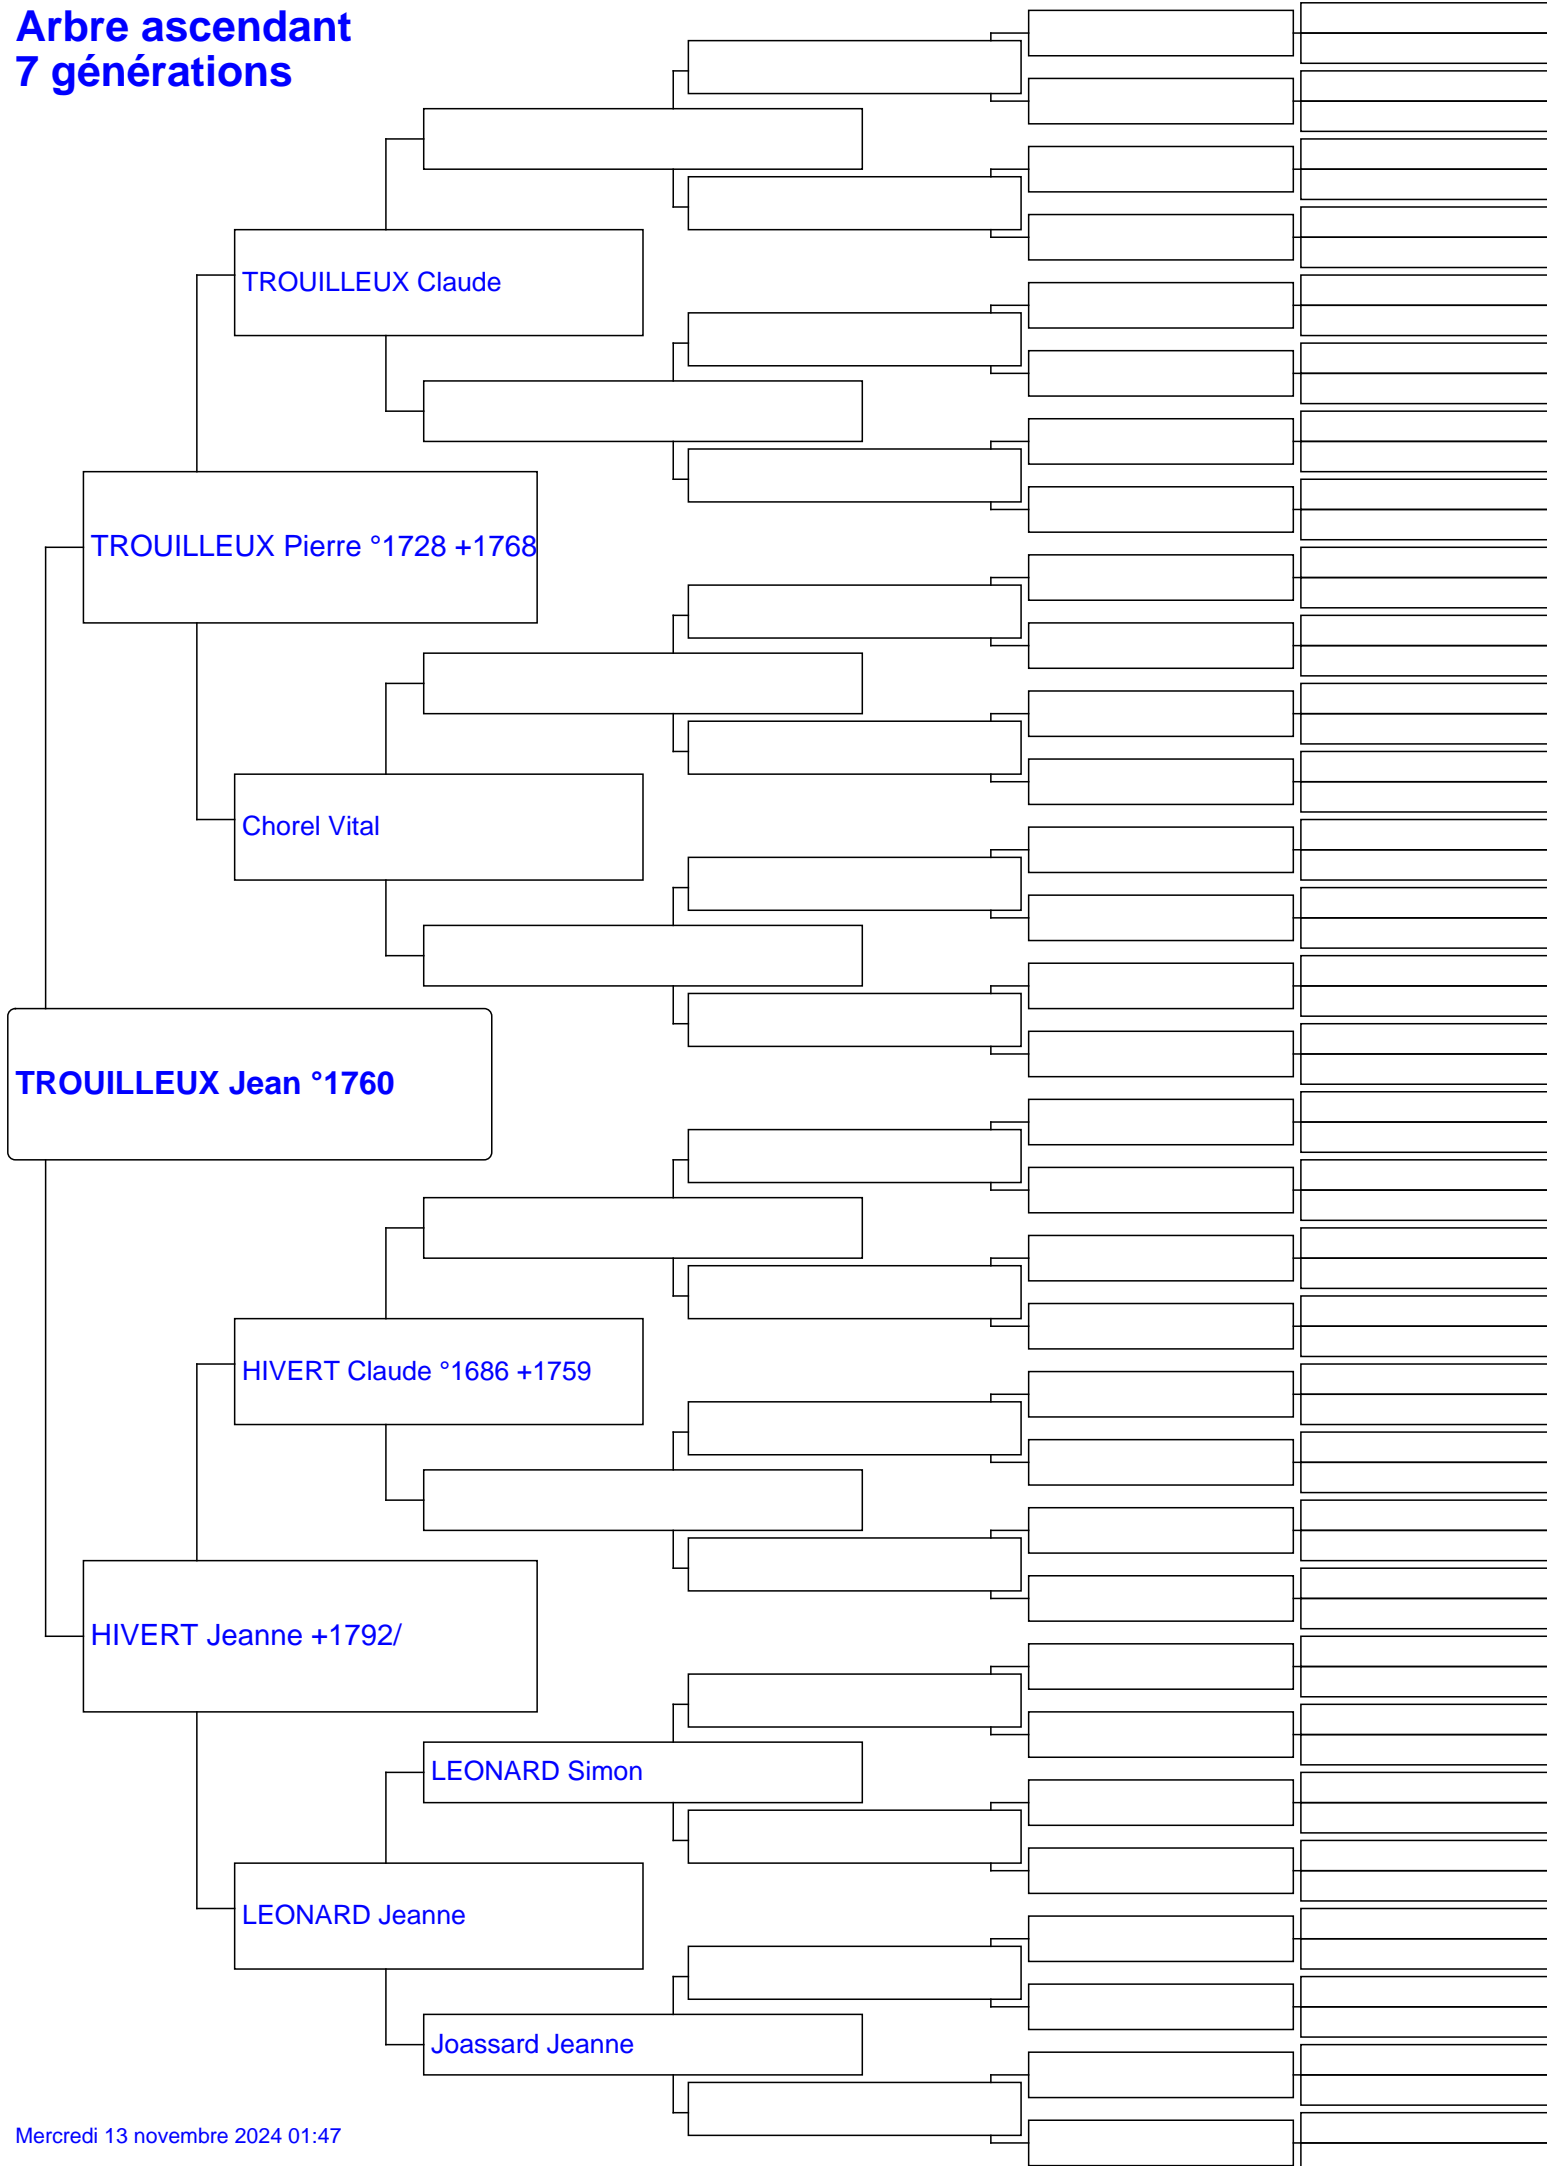 Arbre ascendant
7 générations
TROUILLEUX Claude
TROUILLEUX Pierre °1728 +1768
Chorel Vital
TROUILLEUX Jean °1760
HIVERT Claude °1686 +1759
HIVERT Jeanne +1792/
LEONARD Simon
LEONARD Jeanne
Joassard Jeanne
Mercredi 13 novembre 2024 01:47